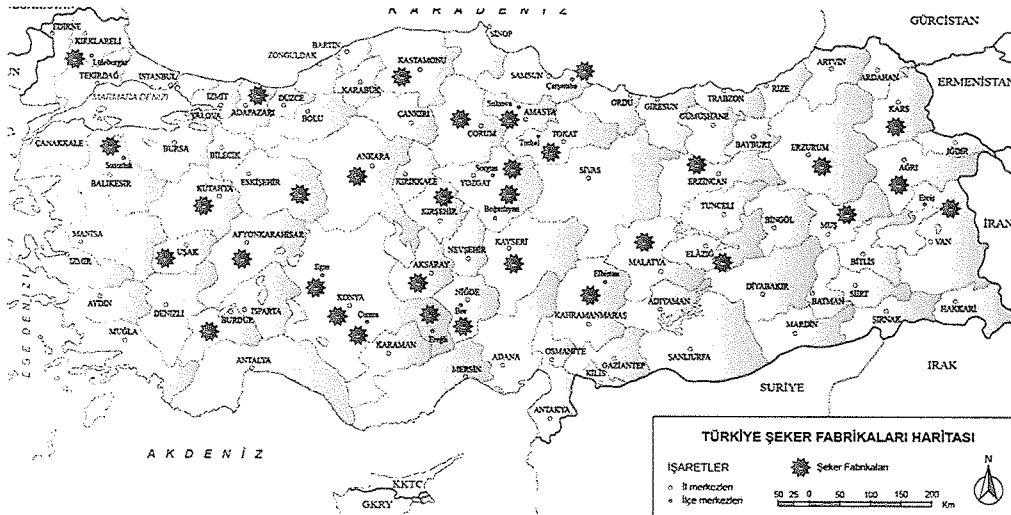 KARADENİZ
GÜRCİSTAN
ERMENİSTAN
EDİRNE
KIRKLARELİ
Lüleburgaz
TEKİRDAĞ
İSTANBUL
MARMARA DENİZİ
ZONGULDAK
BARTIN
KASTAMONU
SİNOP
SAMSUN
Çarşamba
ARTVİN
ARDAHAN
KARS
İZMİT
YALOVA
ADAPAZARI
DÜZCE
BOLU
KARABÜK
ÇANKIRI
ÇORUM
Suluova
AMASYA
TOKAT
Turhal
ORDU
GİRESUN
TRABZON
RİZE
GÜMÜŞHANE
BAYBURT
ERZURUM
IĞDIR
AĞRI
ÇANAKKALE
Susurluk
BALIKESİR
BURSA
BİLECİK
ESKİŞEHİR
KÜTAHYA
ANKARA
KIRIKKALE
YOZGAT
Sorgun
Boğazlıyan
SİVAS
ERZİNCAN
TUNCELİ
BİNGÖL
MUŞ
Erciş
VAN
İRAN
MANİSA
İZMİR
UŞAK
AFYONKARAHİSAR
KIRŞEHİR
NEVŞEHİR
KAYSERİ
MALATYA
ELAZIĞ
BİTLİS
AYDIN
DENİZLİ
BURDUR
ISPARTA
Ilgın
KONYA
Çumra
AKSARAY
NİĞDE
Bor
Ereğli
KARAMAN
Elbistan
KAHRAMANMARAŞ
ADIYAMAN
DİYABAKIR
BATMAN
SİİRT
ŞIRNAK
HAKKARİ
MARDİN
MUĞLA
ANTALYA
MERSİN
ADANA
OSMANİYE
GAZİANTEP
KİLİS
ŞANLIURFA
ANTAKYA
EGE DENİZİ
AKDENİZ
SURİYE
IRAK
KKTC
GKRY
TÜRKİYE ŞEKER FABRİKALARI HARİTASI
İŞARETLER
Şeker Fabrikaları
İl merkezleri
İlçe merkezleri
50 25 0 50 100 150 200
Km
N